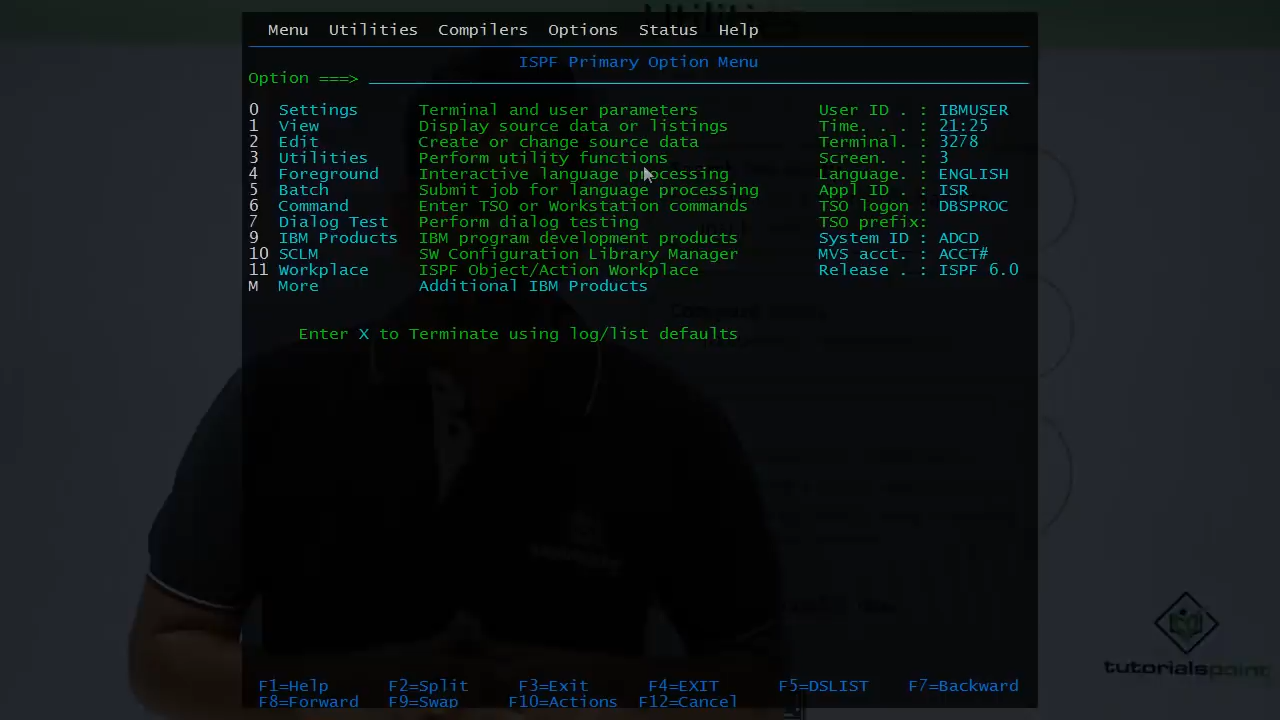 Utilities
Menu Utilities Compilers Options Status Help
ISPF Primary Option Menu
Option ===>
0 Settings Terminal and user parameters User ID . : IBMUSER
1 View Display source data or listings Time. . . : 21:25
2 Edit Create or change source data Terminal. : 3278
3 Utilities Perform utility functions Screen. . : 3
4 Foreground Interactive language processing Language. : ENGLISH
5 Batch Submit job for language processing Appl ID . : ISR
6 Command Enter TSO or Workstation commands TSO logon : DBSPROC
7 Dialog Test Perform dialog testing TSO prefix:
9 IBM Products IBM program development products System ID : ADCD
10 SCLM SW Configuration Library Manager MVS acct. : ACCT#
11 Workplace ISPF Object/Action Workplace Release . : ISPF 6.0
M More Additional IBM Products
Enter X to Terminate using log/list defaults
tutorialspoint
F1=Help F2=Split F3=Exit F4=EXIT F5=DSLIST F7=Backward
F8=Forward F9=Swap F10=Actions F12=Cancel